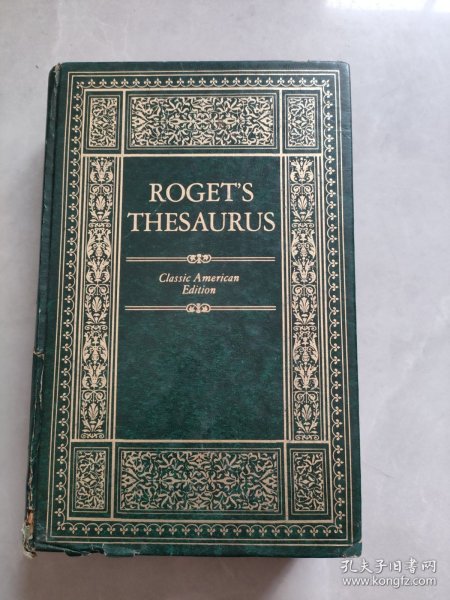 ROGET'S
THESAURUS
Classic American
Edition
孔夫子旧书网
www.kongfz.com